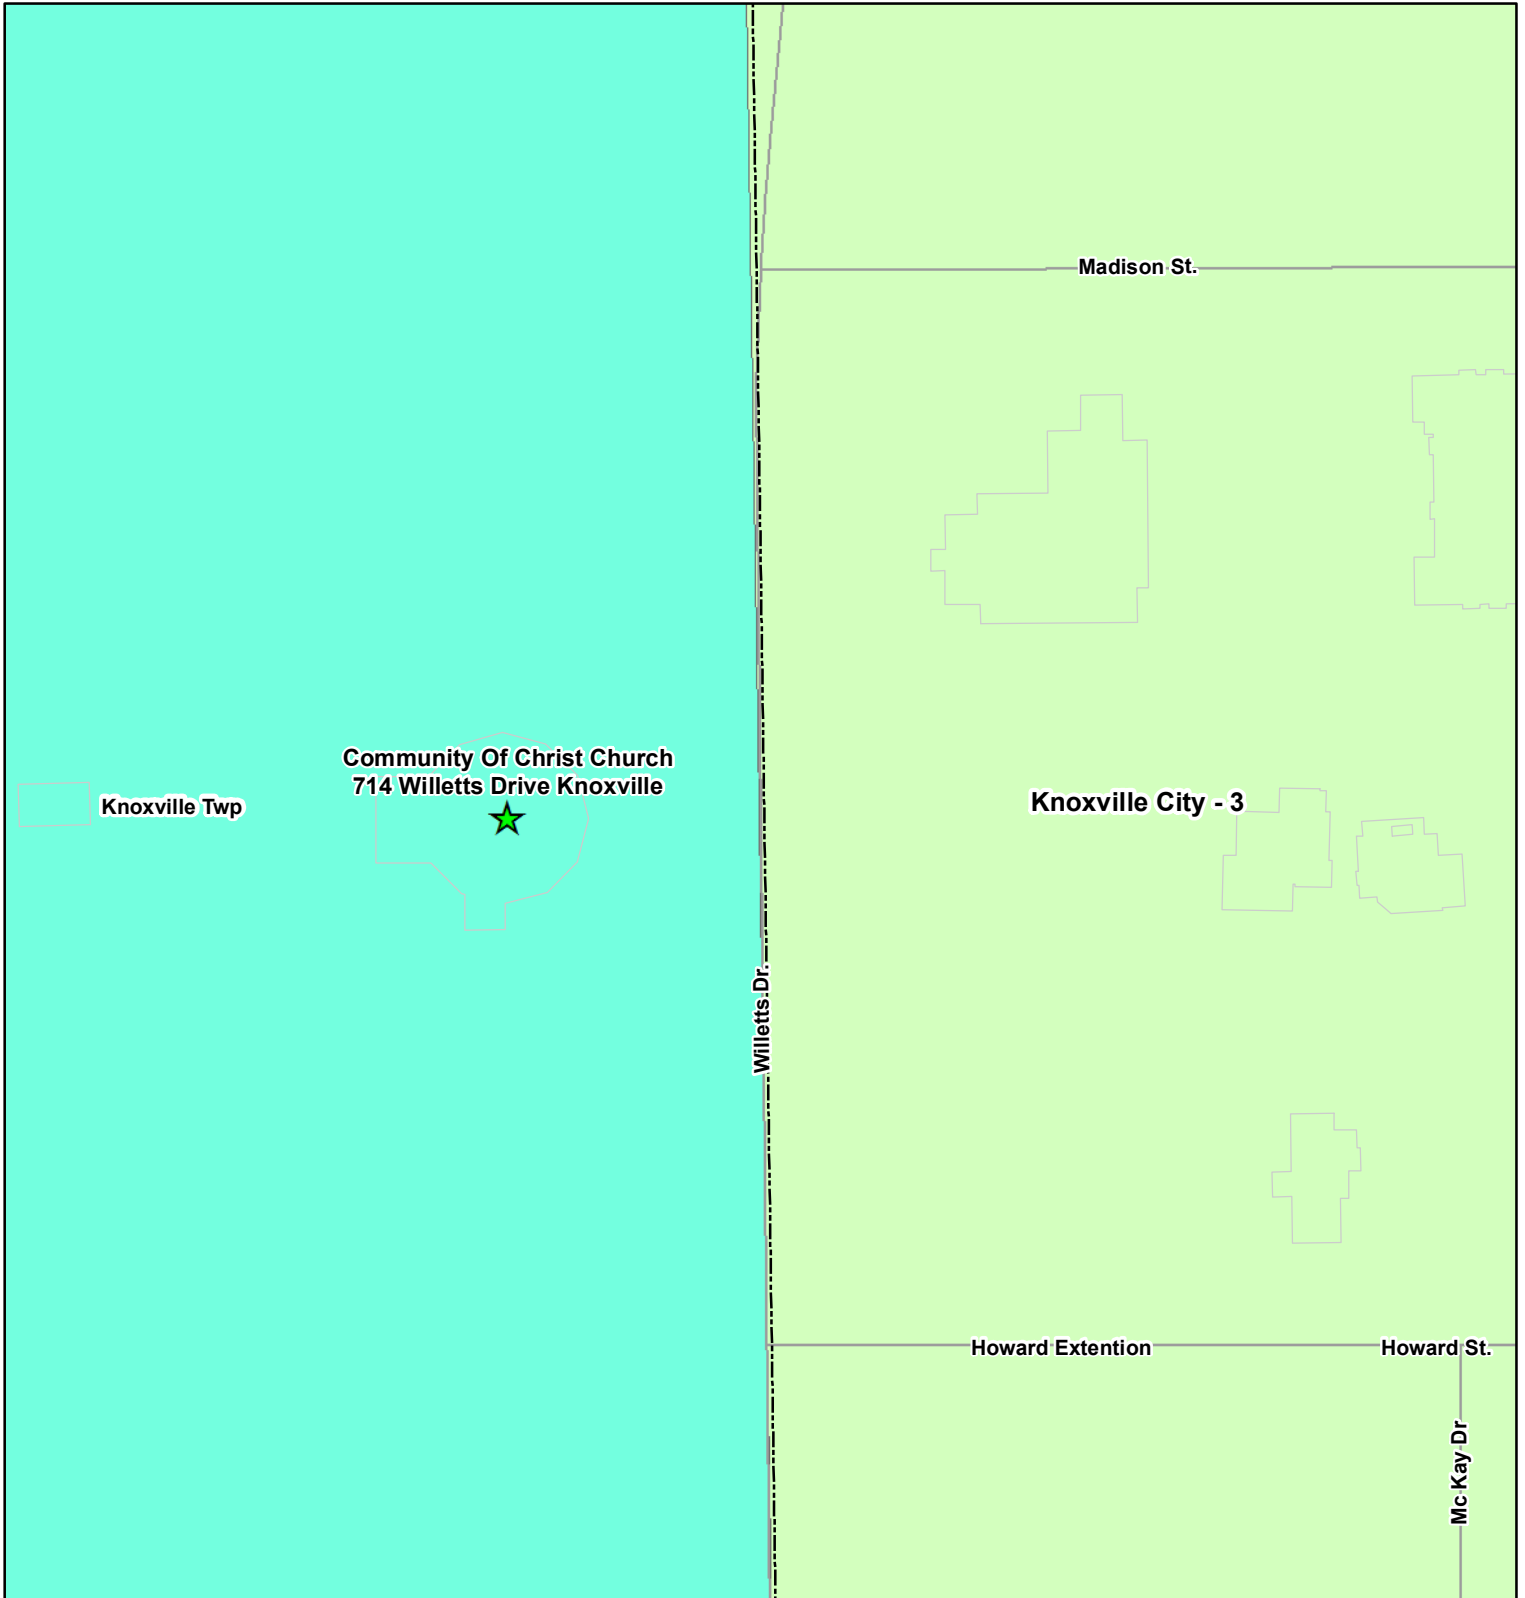 Madison St.
Community Of Christ Church
714 Willetts Drive Knoxville
Knoxville Twp
Knoxville City - 3
Willetts Dr.
Howard Extention
Howard St.
Mc Kay Dr